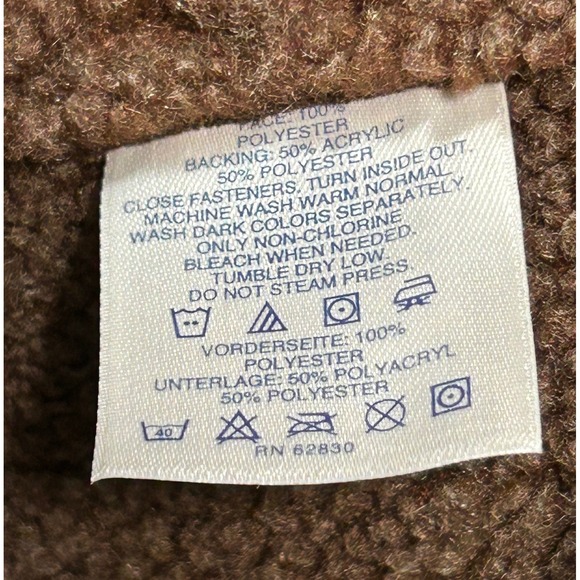 FACE: 100%
POLYESTER
BACKING: 50% ACRYLIC
50% POLYESTER
CLOSE FASTENERS. TURN INSIDE OUT.
MACHINE WASH WARM NORMAL.
WASH DARK COLORS SEPARATELY.
ONLY NON-CHLORINE
BLEACH WHEN NEEDED.
TUMBLE DRY LOW.
DO NOT STEAM PRESS.
VORDERSEITE: 100%
POLYESTER
UNTERLAGE: 50% POLYACRYL
50% POLYESTER
40
RN 62830